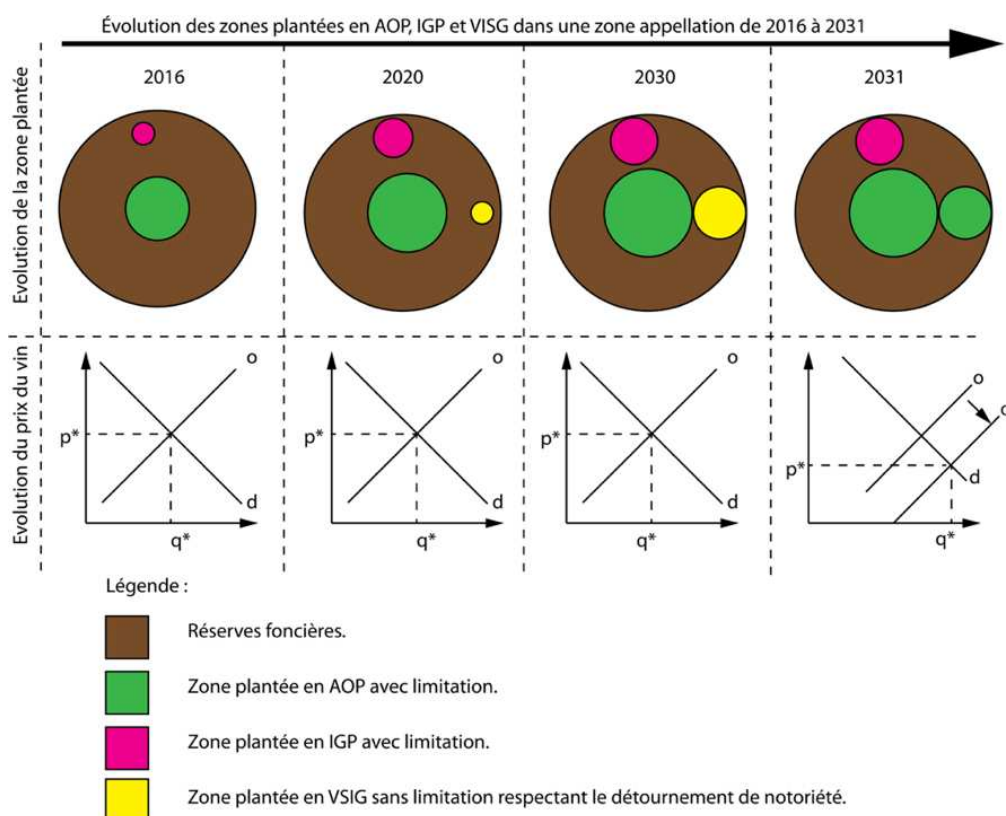 Évolution des zones plantées en AOP, IGP et VISG dans une zone appellation de 2016 à 2031
Evolution de la zone plantée
2016
2020
2030
2031
Evolution du prix du vin
o
p*
d
q*
o
p*
d
q*
o
p*
d
q*
o
o
p*
d
q*
Légende :
Réserves foncières.
Zone plantée en AOP avec limitation.
Zone plantée en IGP avec limitation.
Zone plantée en VSIG sans limitation respectant le détournement de notoriété.